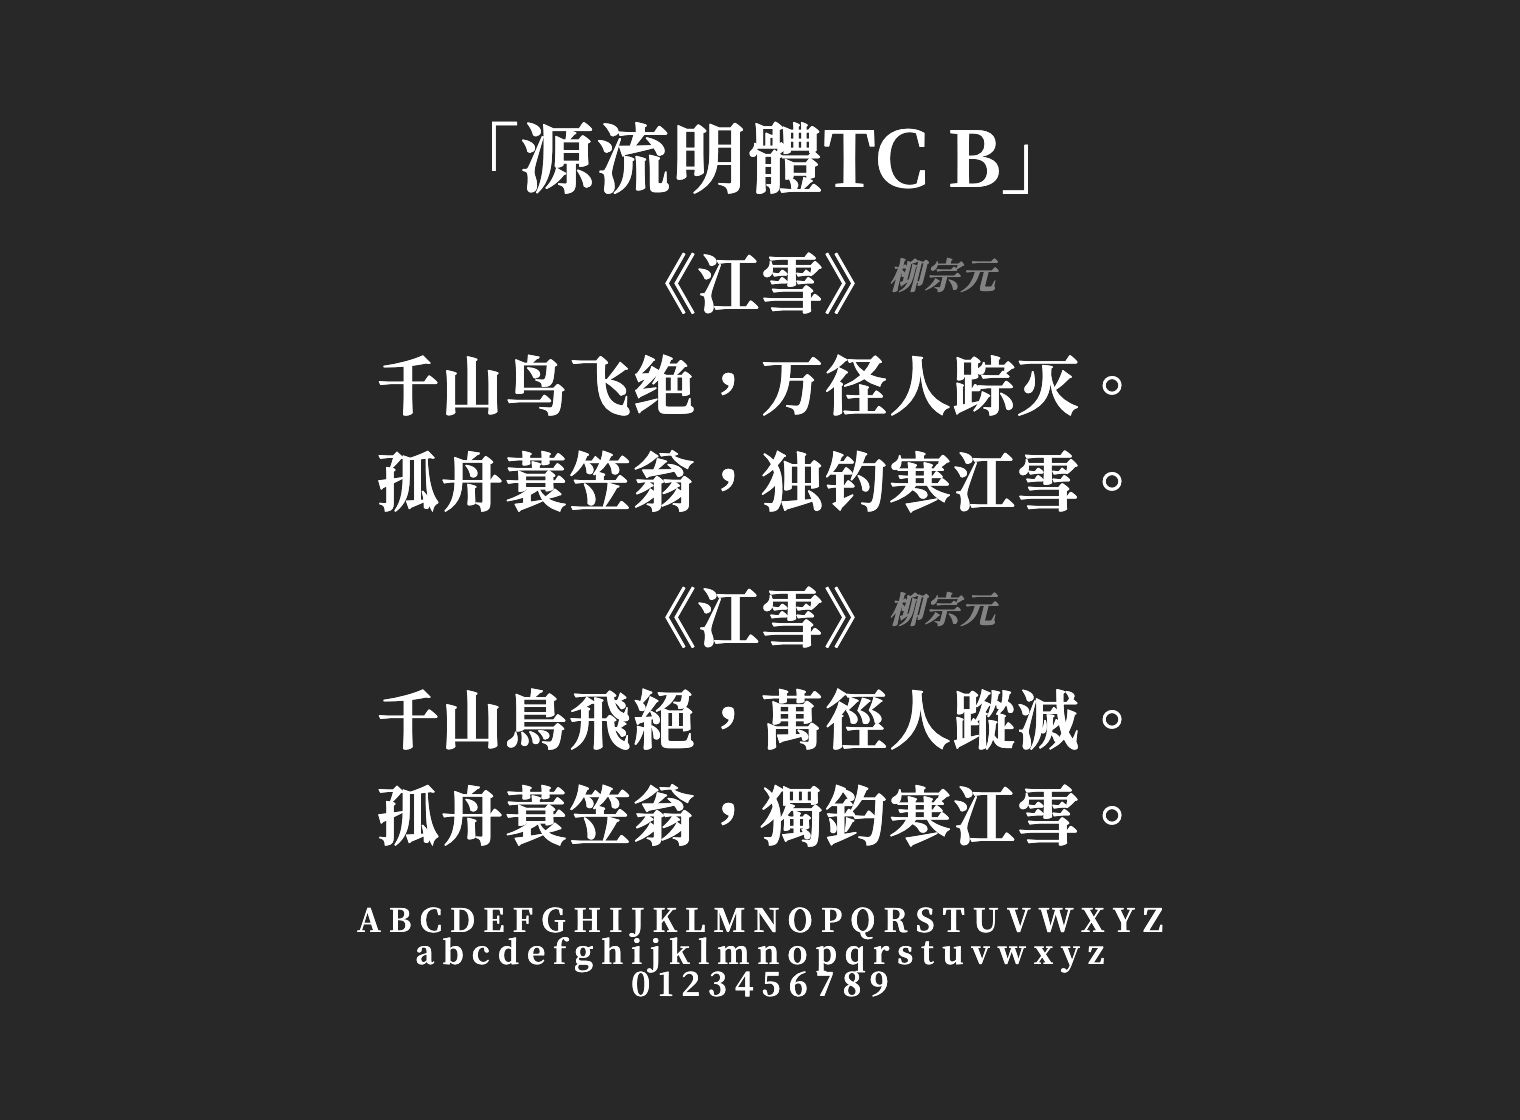 「源流明體TC B」
《江雪》 柳宗元
千山鸟飞绝，万径人踪灭。
孤舟蓑笠翁，独钓寒江雪。
《江雪》 柳宗元
千山鳥飛絕，萬徑人蹤滅。
孤舟蓑笠翁，獨釣寒江雪。
A B C D E F G H I J K L M N O P Q R S T U V W X Y Z
a b c d e f g h i j k l m n o p q r s t u v w x y z
0 1 2 3 4 5 6 7 8 9